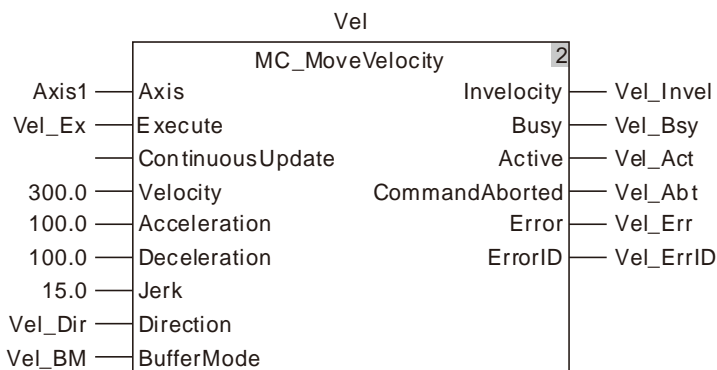 Vel
MC_MoveVelocity 2
Axis1 Axis Invelocity Vel_Invel
Vel_Ex Execute Busy Vel_Bsy
ContinuousUpdate Active Vel_Act
300.0 Velocity CommandAborted Vel_Abt
100.0 Acceleration Error Vel_Err
100.0 Deceleration ErrorID Vel_ErrID
15.0 Jerk
Vel_Dir Direction
Vel_BM BufferMode